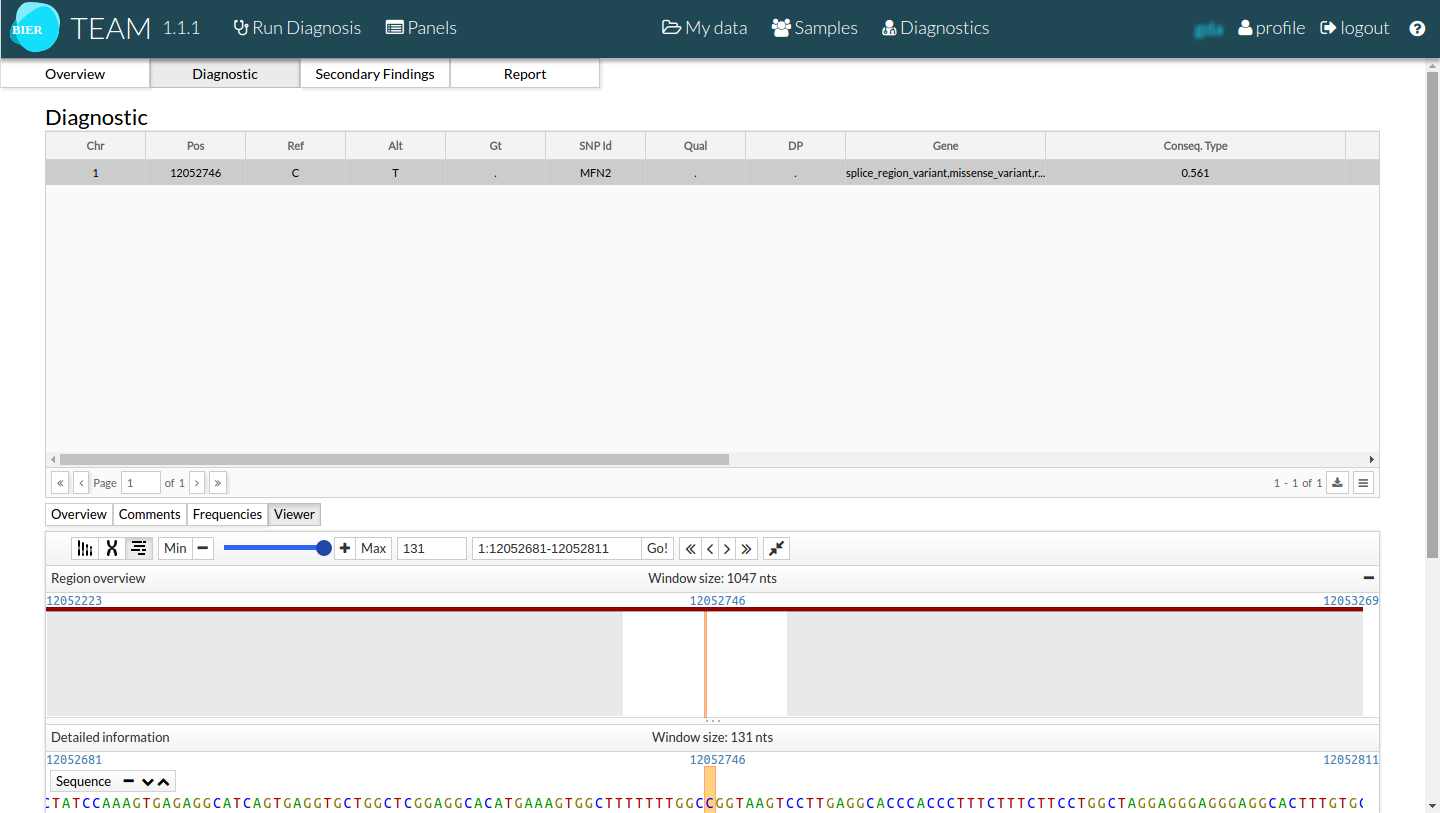 BIER TEAM 1.1.1 Run Diagnosis Panels My data Samples Diagnostics profile logout
Overview Diagnostic Secondary Findings Report
Diagnostic
Chr Pos Ref Alt Gt SNP Id Qual DP Gene Conseq. Type
1 12052746 C T . MFN2 . . splice_region_variant,missense_variant,r... 0.561
Page 1 of 1 1 - 1 of 1
Overview Comments Frequencies Viewer
Min Max 131 1:12052681-12052811 Go!
Region overview Window size: 1047 nts
12052223 12052746 12053269
Detailed information Window size: 131 nts
12052681 12052746 12052811
Sequence
CTATCCAAAGTGAGAGGCATCAGTGAGGTGCTGGCTCGGAGGCACATGAAAGTGGCTTTTTTTGGCCGGTAAGTCCTTGAGGCACCCACCCTTTCTTTCTTCCTGGCTAGGAGGGAGGGAGGCACTTTGTGC